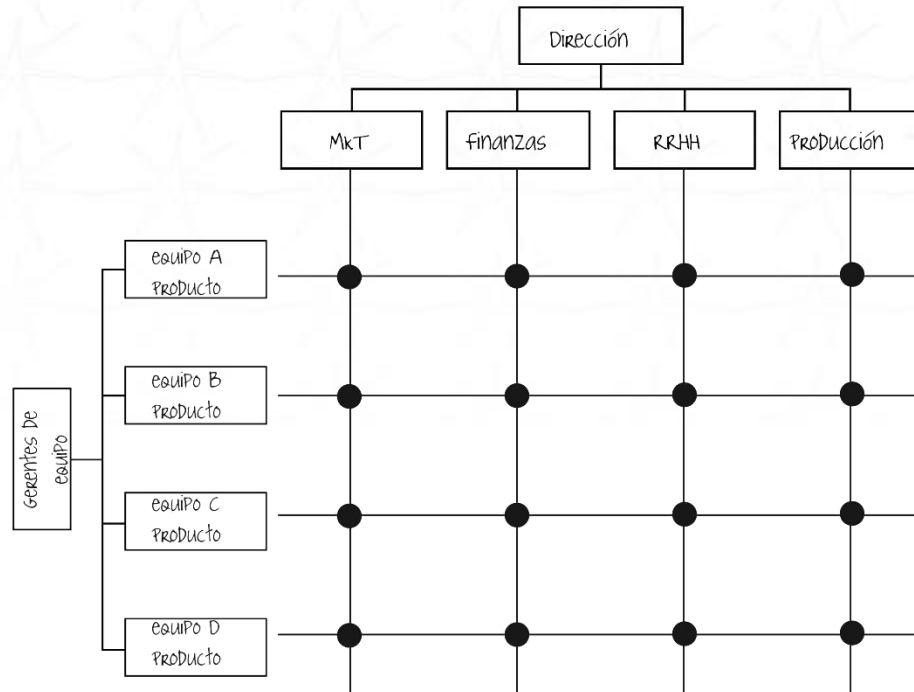 Dirección
MKT
Finanzas
RRHH
Producción
equipo A
Producto
equipo B
Producto
Gerentes de
equipo
equipo C
Producto
equipo D
Producto